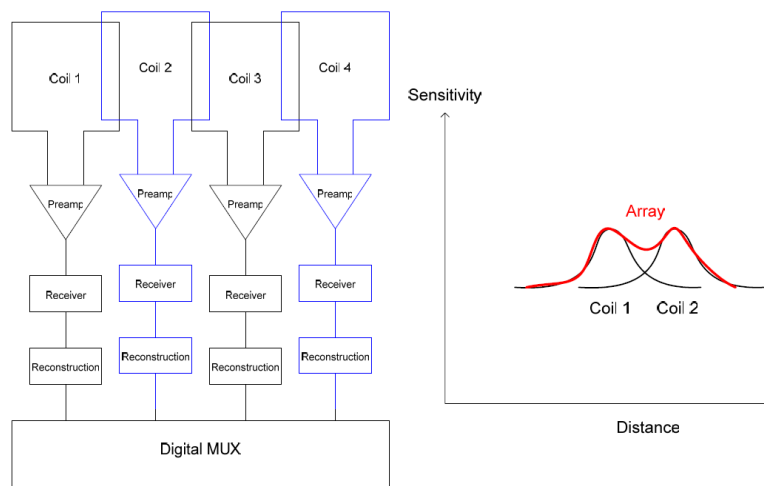 Coil 1
Coil 2
Coil 3
Coil 4
Preamp
Preamp
Preamp
Preamp
Receiver
Receiver
Receiver
Receiver
Reconstruction
Reconstruction
Reconstruction
Reconstruction
Digital MUX
Sensitivity
Array
Coil 1
Coil 2
Distance